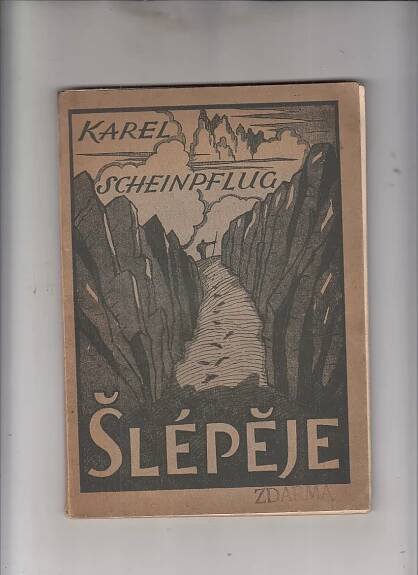 KAREL
SCHEINPFLUG
ŠLÉPĚJE
ZDARMA